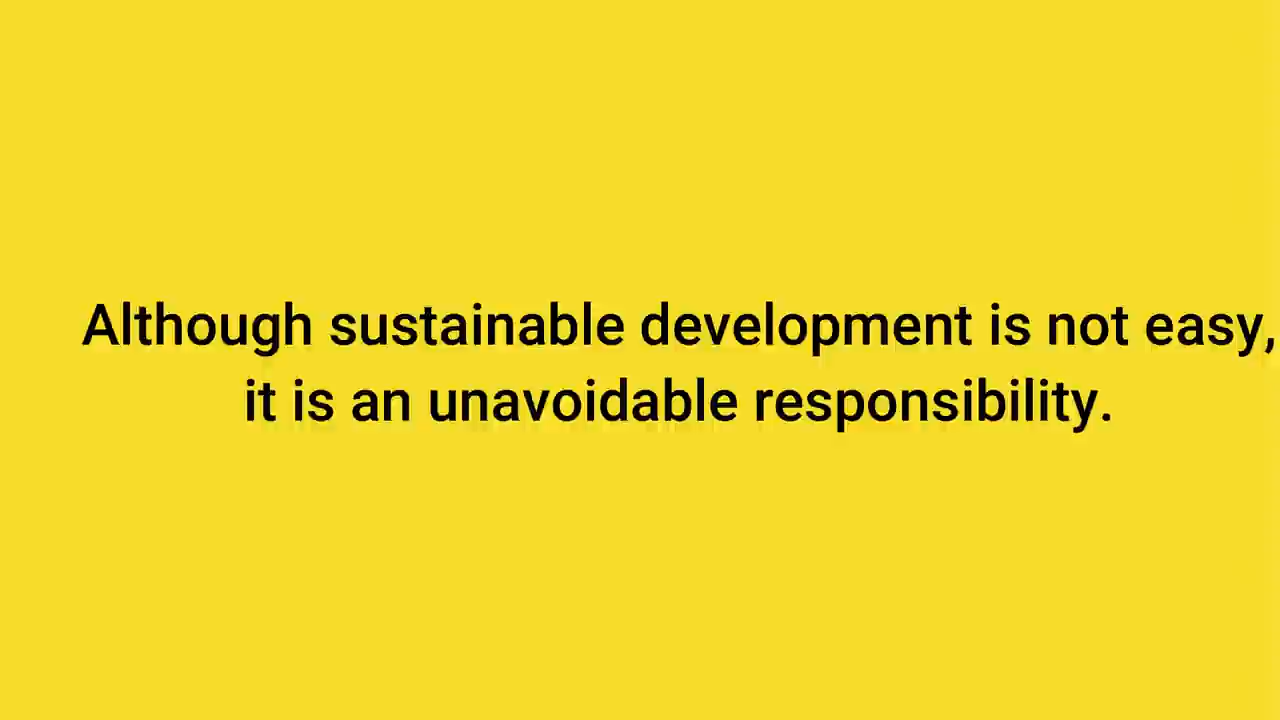 Although sustainable development is not easy,
it is an unavoidable responsibility.